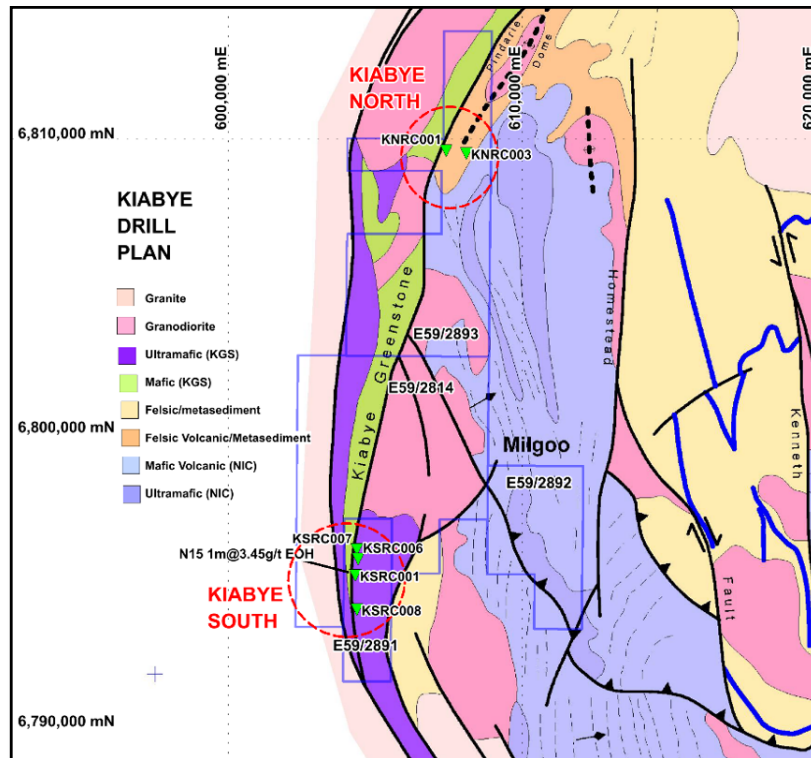 600,000 mE
610,000 mE
620,000 mE
Pindarie
Dome
KIABYE
NORTH
6,810,000 mN
KNRC001
KNRC003
KIABYE
DRILL
PLAN
Granite
Granodiorite
Ultramafic (KGS)
Mafic (KGS)
Felsic/metasediment
Felsic Volcanic/Metasediment
Mafic Volcanic (NIC)
Ultramafic (NIC)
Kiabye Greenstone
Homestead
E59/2893
E59/2814
6,800,000 mN
Milgoo
Kenneth
E59/2892
KSRC007
KSRC006
N15 1m@3.45g/t EOH
KSRC001
KIABYE
SOUTH
KSRC008
Fault
E59/2891
6,790,000 mN